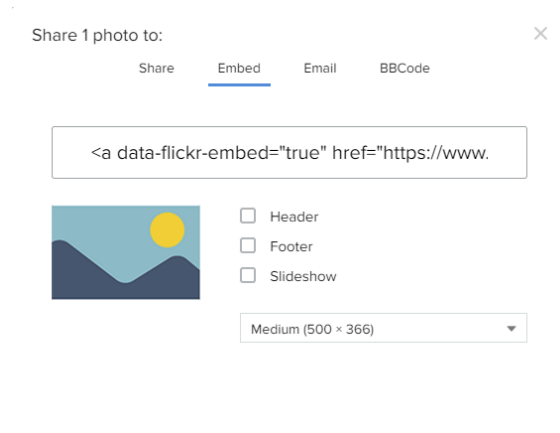 Share 1 photo to:
Share Embed Email BBCode
<a data-flickr-embed="true" href="https://www.
Header
Footer
Slideshow
Medium (500 × 366)